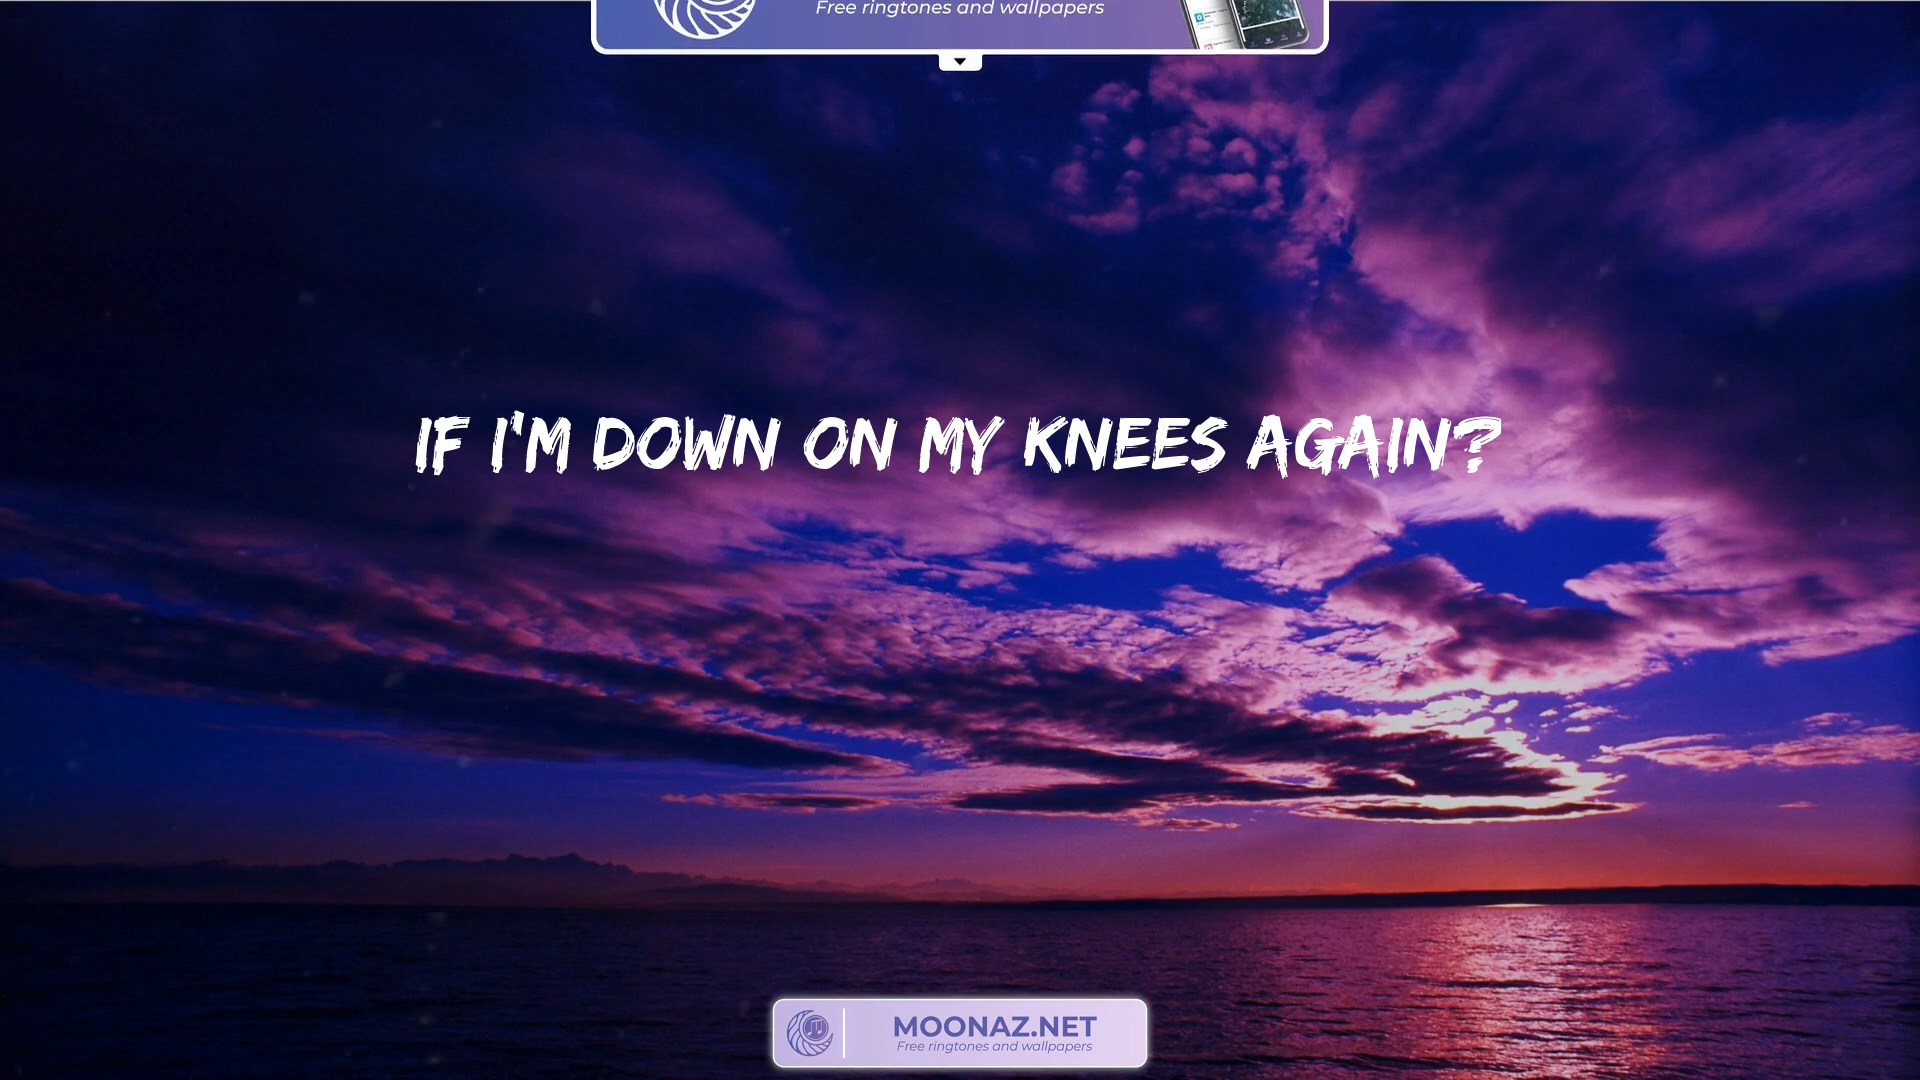 Free ringtones and wallpapers
IF I'M DOWN ON MY KNEES AGAIN?
MOONAZ.NET
Free ringtones and wallpapers